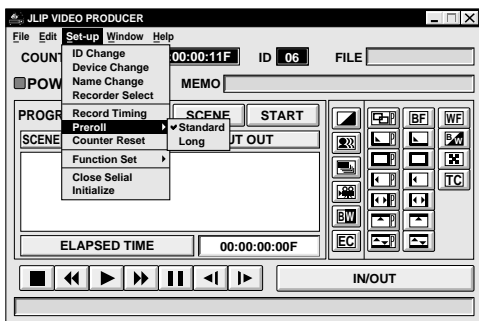 JLIP VIDEO PRODUCER
File Edit Set-up Window Help
COUNT 00:00:11F ID 06 FILE
POW MEMO
ID Change
Device Change
Name Change
Recorder Select
Record Timing
Preroll
Counter Reset
Function Set
Close Selial
Initialize
Standard
Long
PROGR SCENE START
SCENE UT OUT
BF WF
B/W
BW TC
EC
P
ELAPSED TIME 00:00:00:00F
IN/OUT